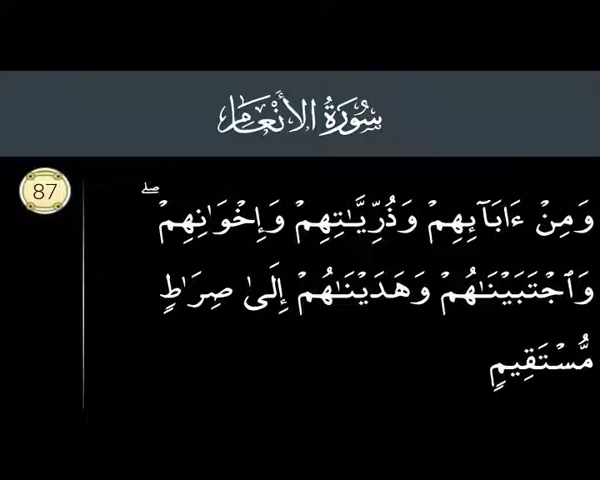 سُورَةُ الأَنْعَامِ
87
وَمِنْ ءَابَآئِهِمْ وَذُرِّيَّـٰتِهِمْ وَإِخْوَٰنِهِمْ ۖ
وَٱجْتَبَيْنَـٰهُمْ وَهَدَيْنَـٰهُمْ إِلَىٰ صِرَٰطٍ
مُّسْتَقِيمٍ